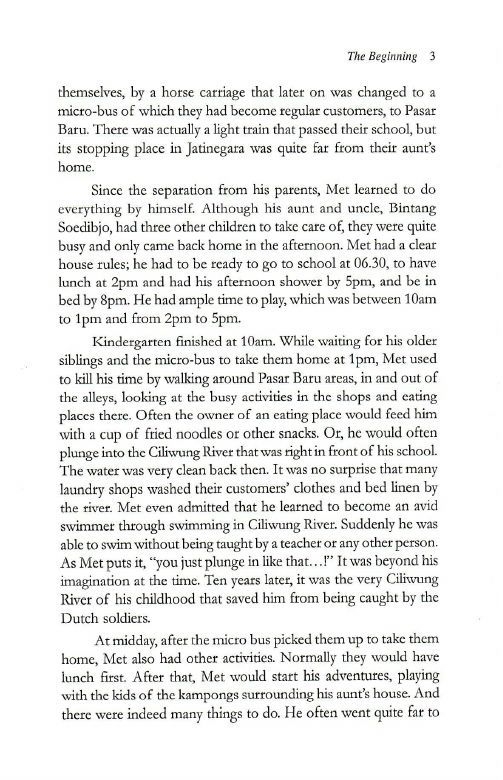 The Beginning 3
themselves, by a horse carriage that later on was changed to a
micro-bus of which they had become regular customers, to Pasar
Baru. There was actually a light train that passed their school, but
its stopping place in Jatinegara was quite far from their aunt's
home.
Since the separation from his parents, Met learned to do
everything by himself. Although his aunt and uncle, Bintang
Soedibjo, had three other children to take care of, they were quite
busy and only came back home in the afternoon. Met had a clear
house rules; he had to be ready to go to school at 06.30, to have
lunch at 2pm and had his afternoon shower by 5pm, and be in
bed by 8pm. He had ample time to play, which was between 10am
to 1pm and from 2pm to 5pm.
Kindergarten finished at 10am. While waiting for his older
siblings and the micro-bus to take them home at 1pm, Met used
to kill his time by walking around Pasar Baru areas, in and out of
the alleys, looking at the busy activities in the shops and eating
places there. Often the owner of an eating place would feed him
with a cup of fried noodles or other snacks. Or, he would often
plunge into the Ciliwung River that was right in front of his school.
The water was very clean back then. It was no surprise that many
laundry shops washed their customers' clothes and bed linen by
the river. Met even admitted that he learned to become an avid
swimmer through swimming in Ciliwung River. Suddenly he was
able to swim without being taught by a teacher or any other person.
As Met puts it, "you just plunge in like that...!" It was beyond his
imagination at the time. Ten years later, it was the very Ciliwung
River of his childhood that saved him from being caught by the
Dutch soldiers.
At midday, after the micro bus picked them up to take them
home, Met also had other activities. Normally they would have
lunch first. After that, Met would start his adventures, playing
with the kids of the kampongs surrounding his aunt's house. And
there were indeed many things to do. He often went quite far to